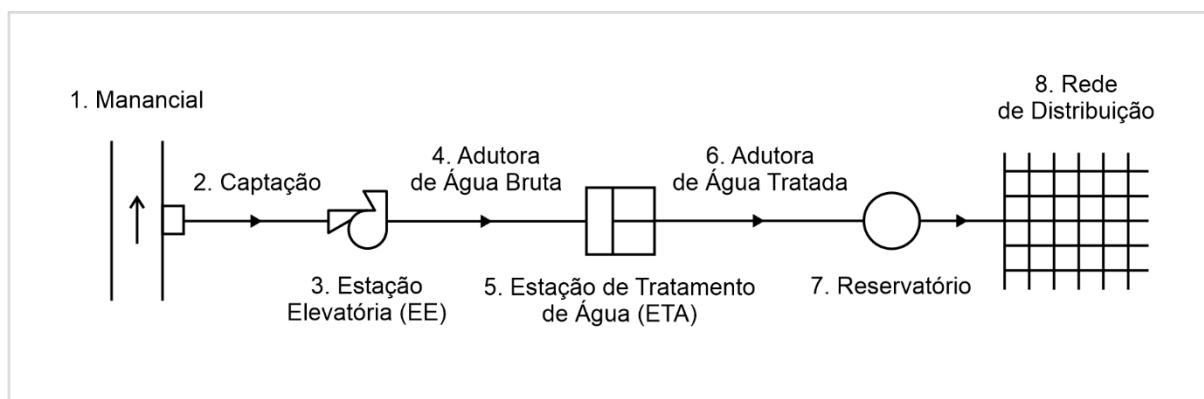 1. Manancial
2. Captação
3. Estação
Elevatória (EE)
4. Adutora
de Água Bruta
5. Estação de Tratamento
de Água (ETA)
6. Adutora
de Água Tratada
7. Reservatório
8. Rede
de Distribuição